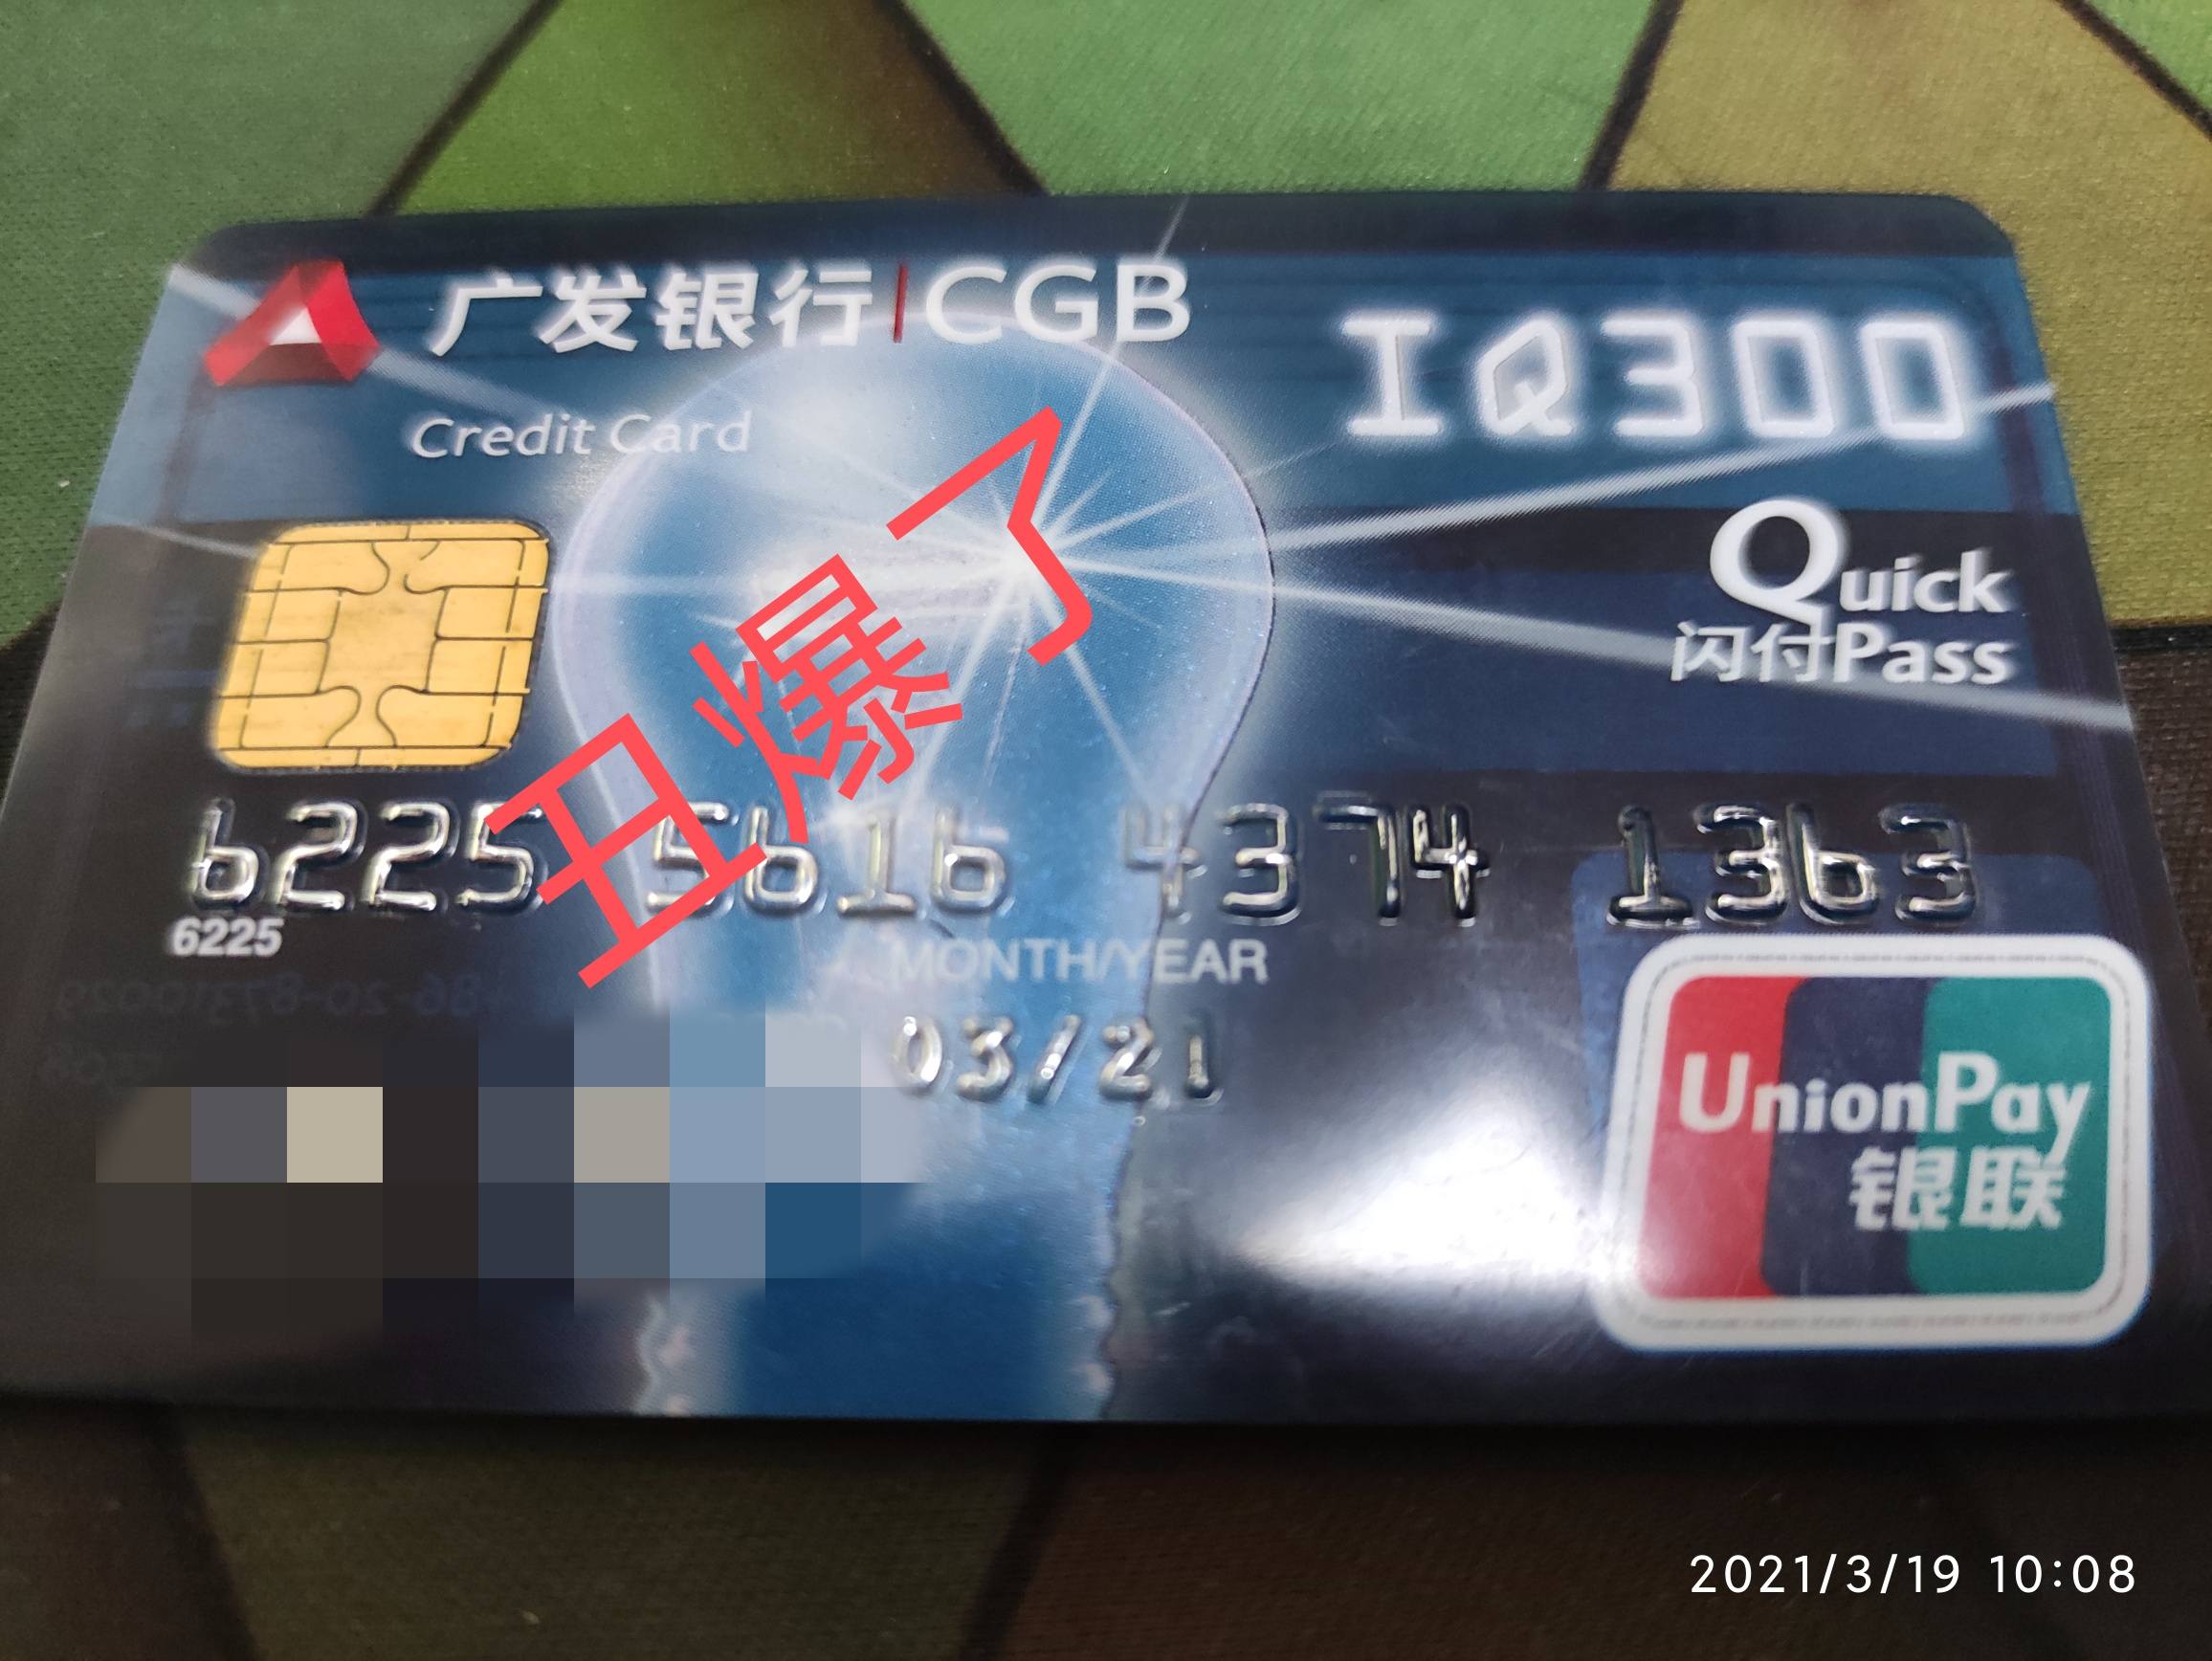 广发银行|CGB
IQ300
Credit Card
Quick
闪付Pass
丑爆了
6225 5616 4374 1363
6225
MONTH/YEAR
03/21
UnionPay
银联
2021/3/19 10:08